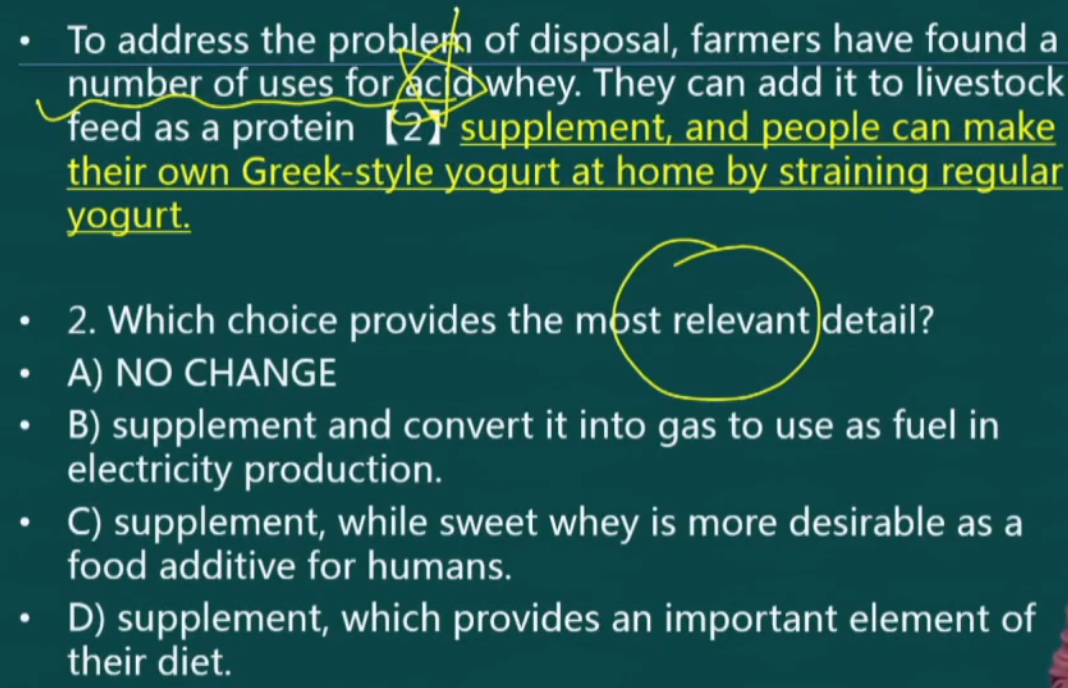 • To address the problem of disposal, farmers have found a
number of uses for acid whey. They can add it to livestock
feed as a protein 【2】 supplement, and people can make
their own Greek-style yogurt at home by straining regular
yogurt.
• 2. Which choice provides the most relevant detail?
• A) NO CHANGE
• B) supplement and convert it into gas to use as fuel in
electricity production.
• C) supplement, while sweet whey is more desirable as a
food additive for humans.
• D) supplement, which provides an important element of
their diet.